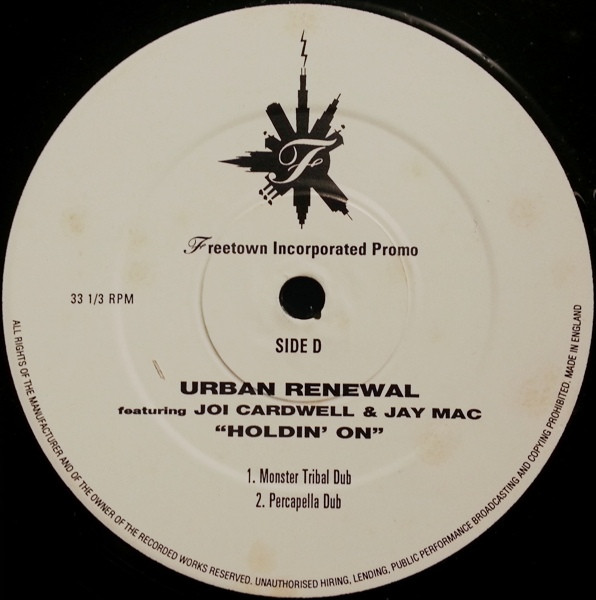 F
Freetown Incorporated Promo
33 1/3 RPM
SIDE D
URBAN RENEWAL
featuring JOI CARDWELL & JAY MAC
“HOLDIN’ ON”
1. Monster Tribal Dub
2. Percapella Dub
ALL RIGHTS OF THE MANUFACTURER AND OF THE OWNER OF THE RECORDED WORKS RESERVED. UNAUTHORISED HIRING, LENDING, PUBLIC PERFORMANCE BROADCASTING AND COPYING PROHIBITED. MADE IN ENGLAND